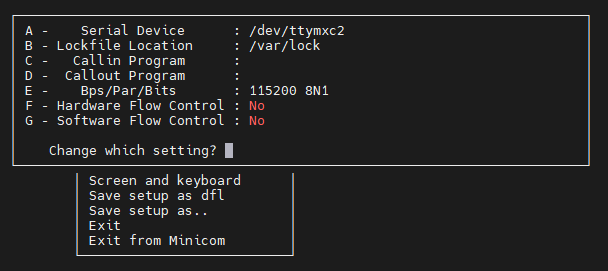 A -    Serial Device      : /dev/ttymxc2
B - Lockfile Location     : /var/lock
C -   Callin Program      :
D -  Callout Program      :
E -    Bps/Par/Bits       : 115200 8N1
F - Hardware Flow Control : No
G - Software Flow Control : No
Change which setting?
Screen and keyboard
Save setup as dfl
Save setup as..
Exit
Exit from Minicom